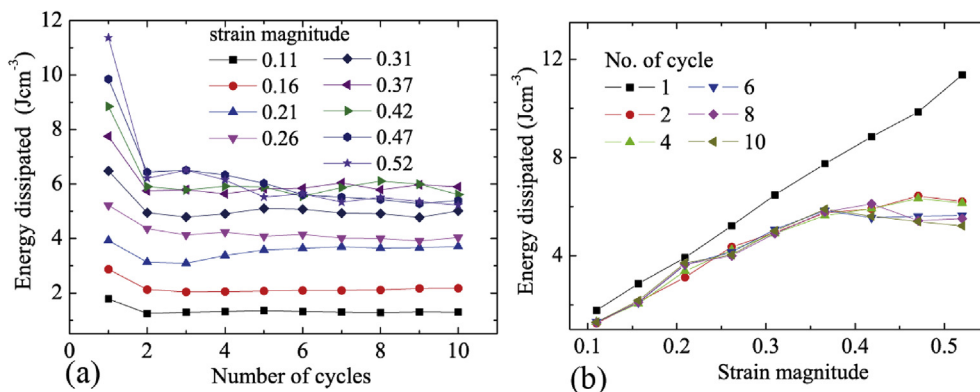 12
10
8
6
4
2
Energy dissipated (Jcm-3)
strain magnitude
0.11
0.16
0.21
0.26
0.31
0.37
0.42
0.47
0.52
0 2 4 6 8 10
(a)
Number of cycles
12
8
4
Energy dissipated (Jcm-3)
No. of cycle
1
2
4
6
8
10
0.1 0.2 0.3 0.4 0.5
(b)
Strain magnitude